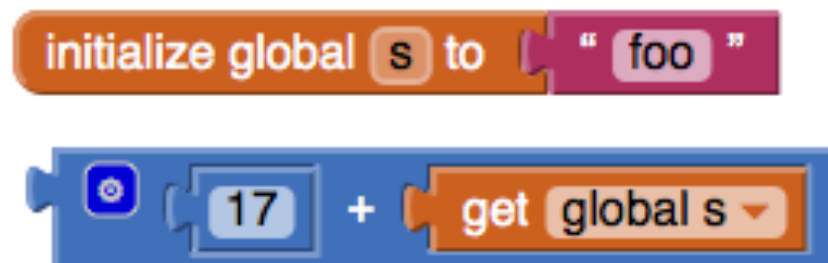 initialize global s to “ foo ”
17 + get global s